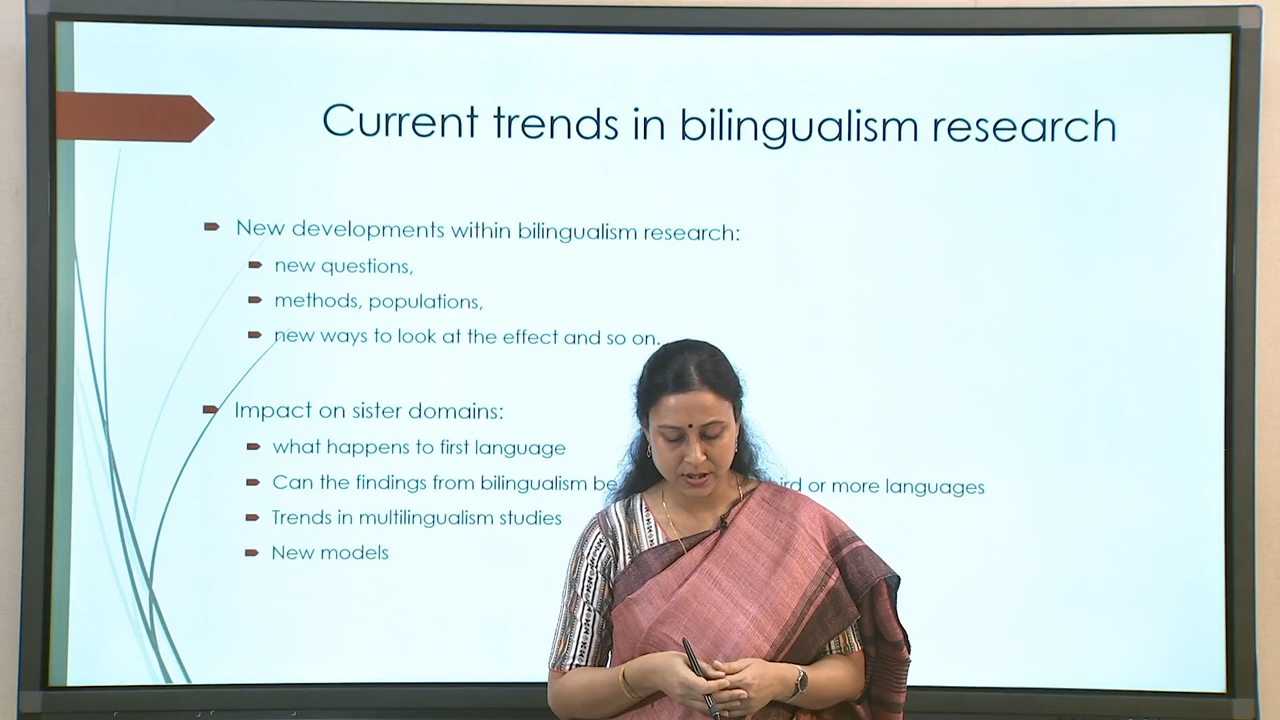 Current trends in bilingualism research
New developments within bilingualism research:
new questions,
methods, populations,
new ways to look at the effect and so on.
Impact on sister domains:
what happens to first language
Can the findings from bilingualism be or more languages
Trends in multilingualism studies
New models